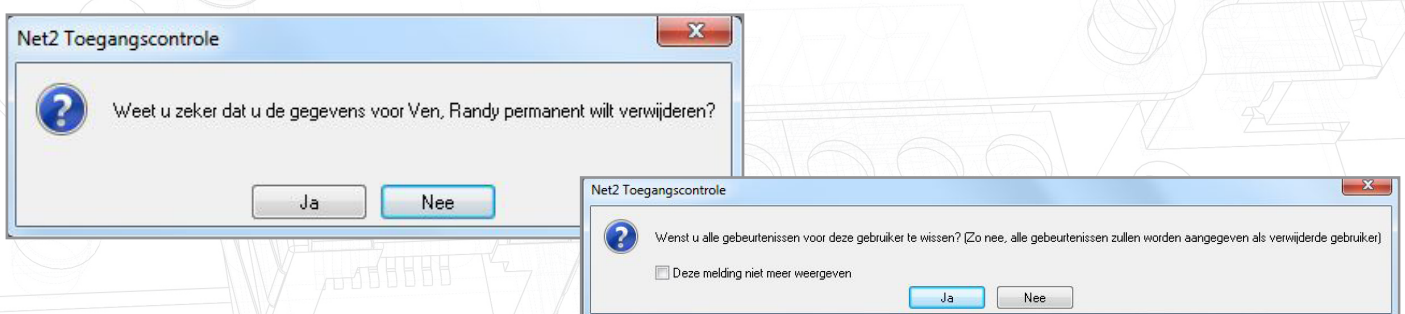 Net2 Toegangscontrole
Weet u zeker dat u de gegevens voor Ven, Randy permanent wilt verwijderen?
Ja
Nee
Net2 Toegangscontrole
Wenst u alle gebeurtenissen voor deze gebruiker te wissen? (Zo nee, alle gebeurtenissen zullen worden aangegeven als verwijderde gebruiker)
Deze melding niet meer weergeven
Ja
Nee